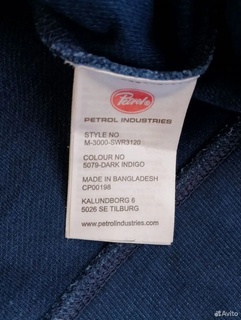 Petrol
PETROL INDUSTRIES
STYLE NO
M-3000-SWR3120
COLOUR NO
5079-DARK INDIGO
MADE IN BANGLADESH
CP00198
KALUNDBORG 6
5026 SE TILBURG
www.petrolindustries.com
Avito